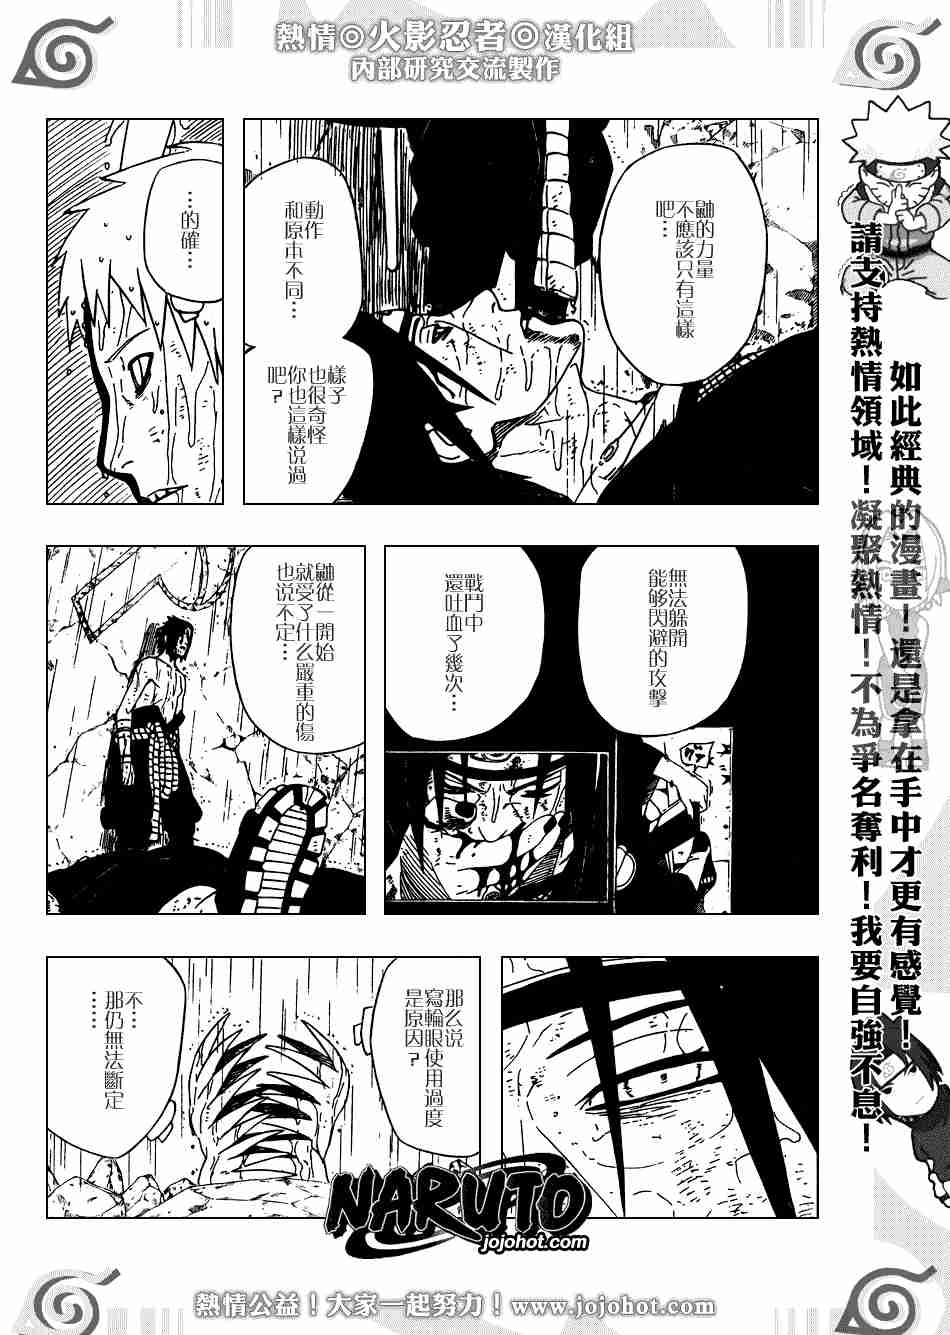 熱情◎火影忍者◎漢化組
內部研究交流製作
鼬的力量
不應該只有這樣
吧…
動作
和原本不同…
樣子
也很奇怪
你也這樣说過
吧？
…的確…
無法躲開
能够閃避的攻擊
戰鬥中
還吐血了幾次…
鼬從一開始
就受了什么嚴重的傷
也说不定…
那么说
寫輪眼使用過度
是原因？
不…
那仍無法斷定
……
如此經典的漫畫！還是拿在手中才更有感覺！
請支持熱情領域！凝聚熱情！不為爭名奪利！我要自強不息！
NARUTO
jojohot.com
熱情公益！大家一起努力！www.jojohot.com